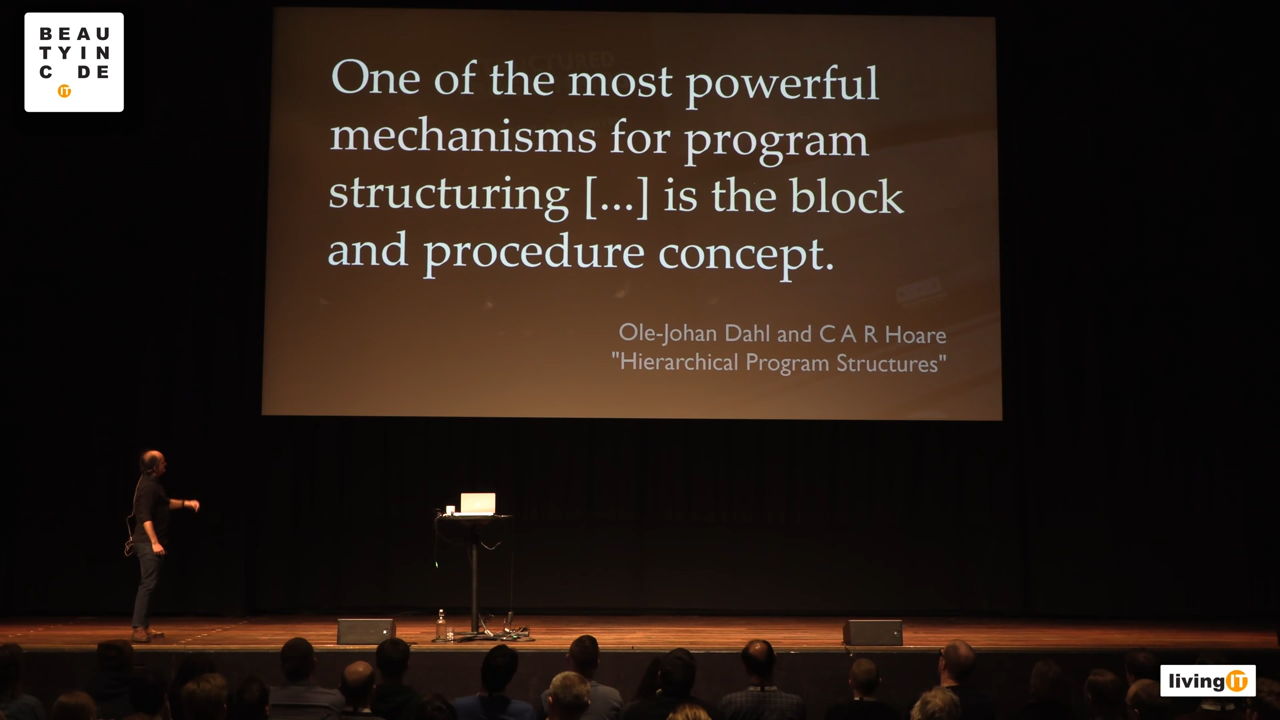 BEAU
TYIN
C DE
IT
One of the most powerful
mechanisms for program
structuring [...] is the block
and procedure concept.
Ole-Johan Dahl and C A R Hoare
"Hierarchical Program Structures"
livingIT